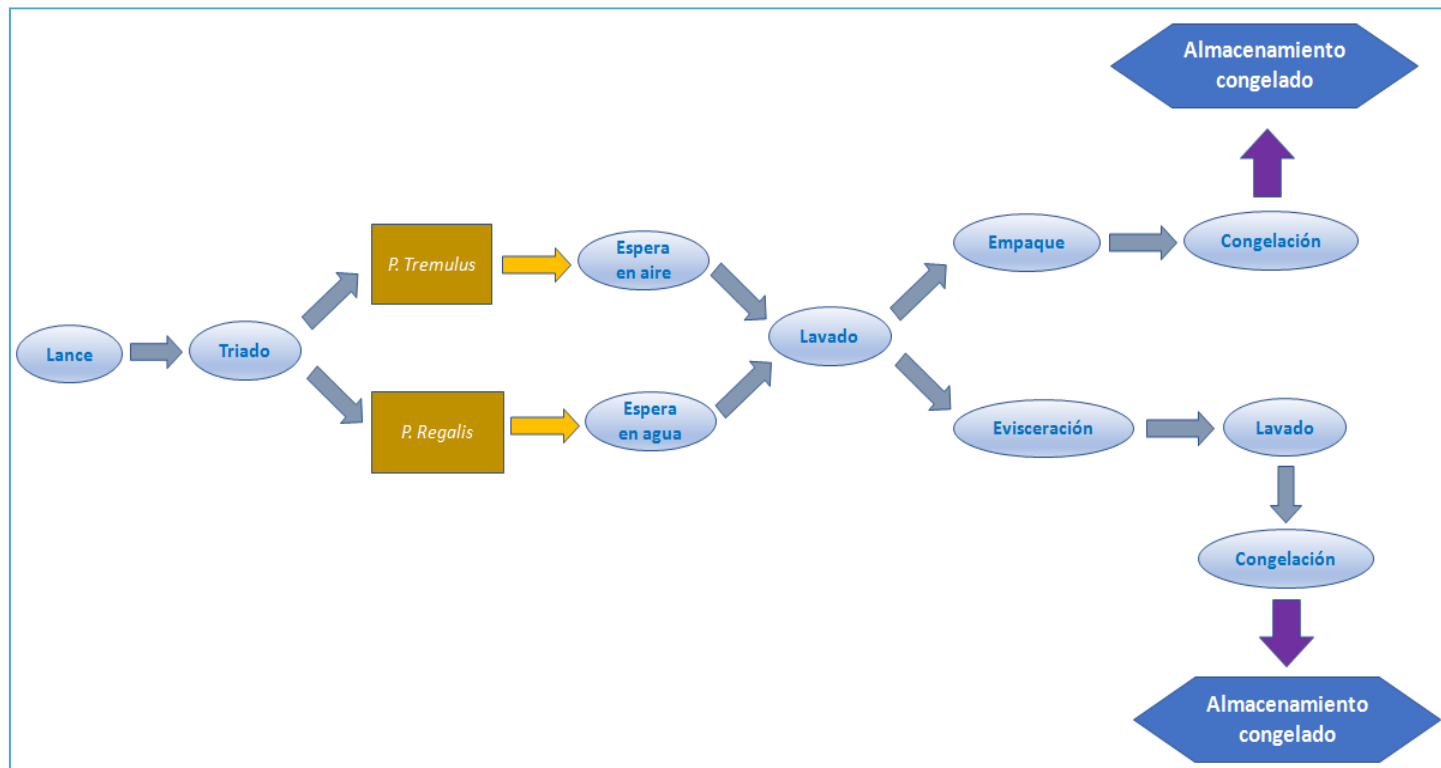 Almacenamiento
congelado
P. Tremulus
Espera
en aire
Empaque
Congelación
Lance
Triado
Lavado
P. Regalis
Espera
en agua
Evisceración
Lavado
Congelación
Almacenamiento
congelado